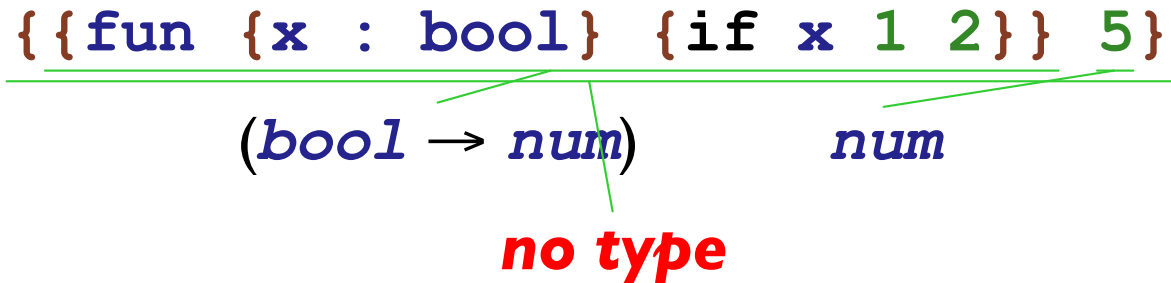 {{fun {x : bool} {if x 1 2}} 5}
(bool → num) num
no type